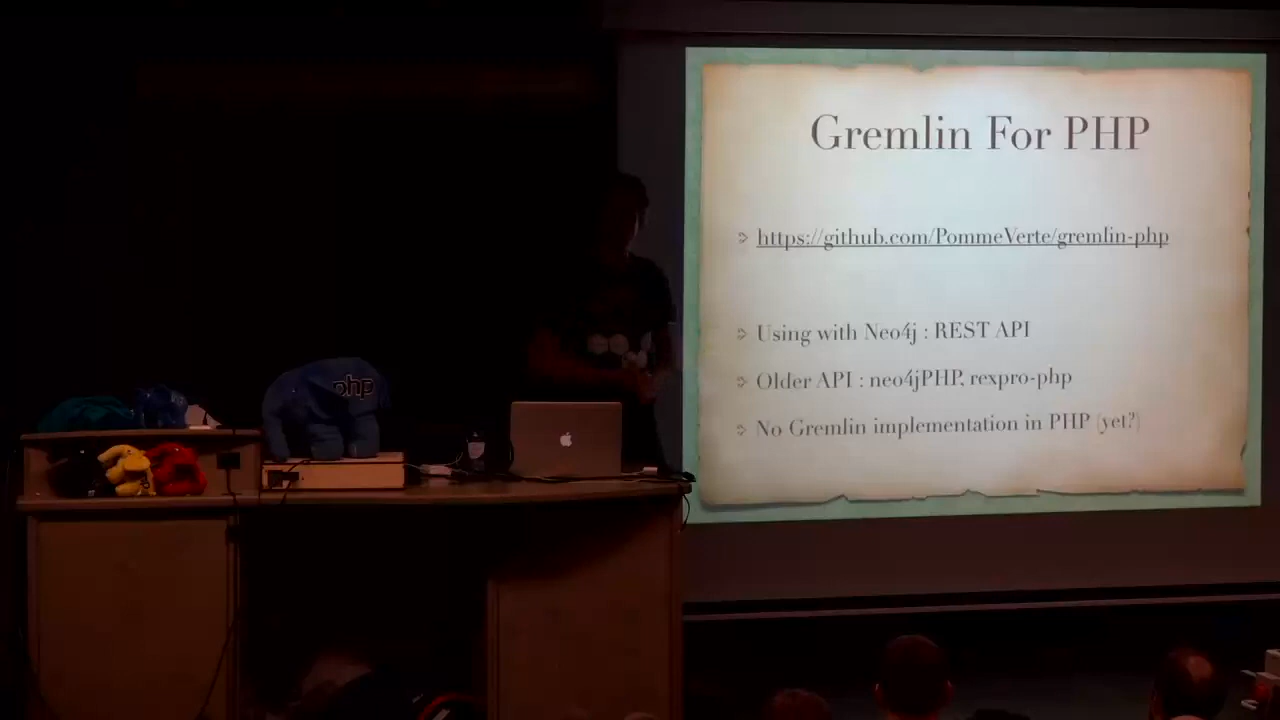 Gremlin For PHP
https://github.com/PommeVerte/gremlin-php
Using with Neo4j : REST API
Older API : neo4jPHP, rexpro-php
No Gremlin implementation in PHP (yet?)
php